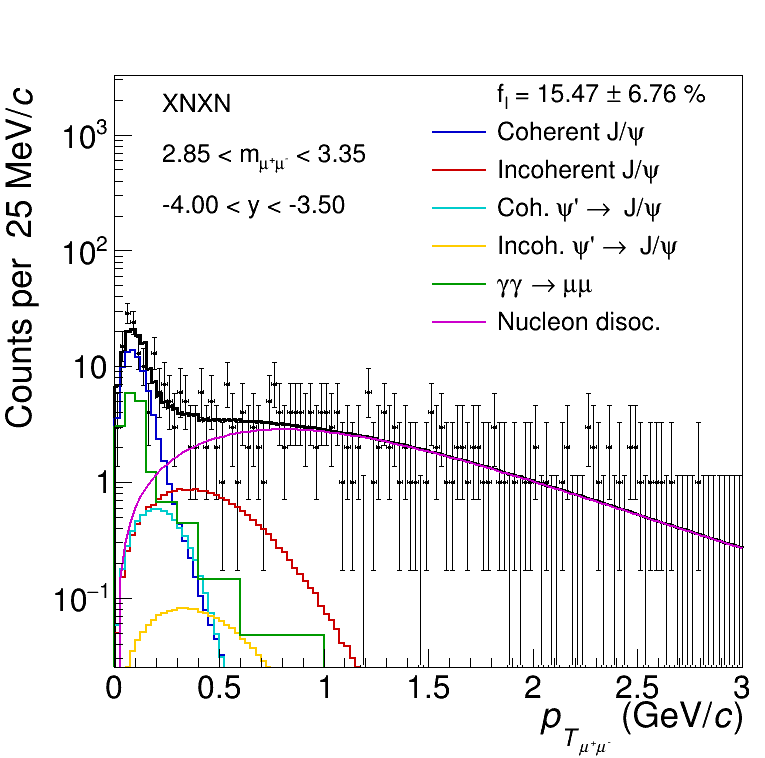 XNXN
2.85 < m_μ⁺μ⁻ < 3.35
-4.00 < y < -3.50
f_I = 15.47 ± 6.76 %
Coherent J/ψ
Incoherent J/ψ
Coh. ψ' → J/ψ
Incoh. ψ' → J/ψ
γγ → μμ
Nucleon disoc.
Counts per 25 MeV/c
10³
10²
10
1
10⁻¹
0 0.5 1 1.5 2 2.5 3
p_T μ⁺μ⁻ (GeV/c)